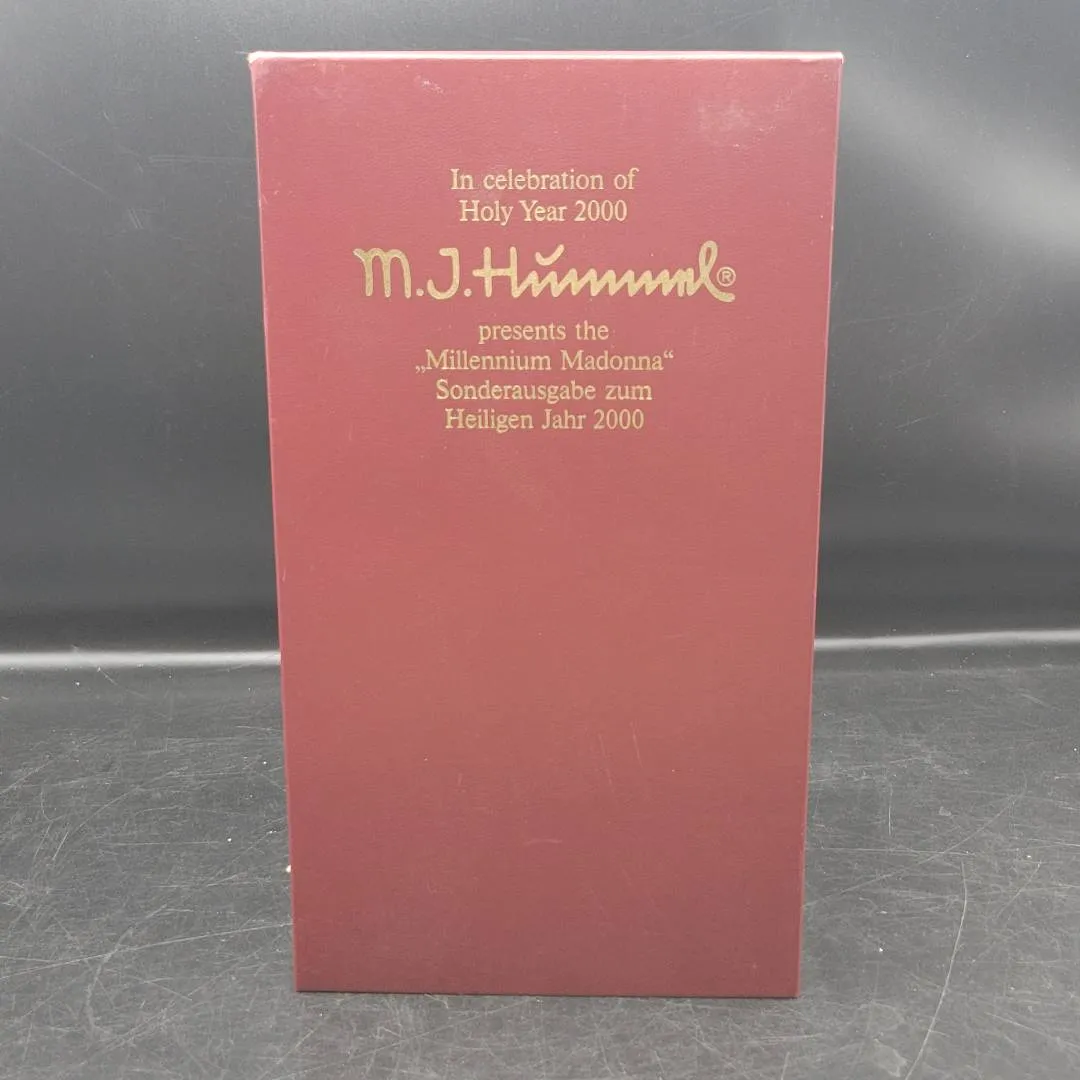 In celebration of
Holy Year 2000
M.J.Hummel®
presents the
„Millennium Madonna“
Sonderausgabe zum
Heiligen Jahr 2000